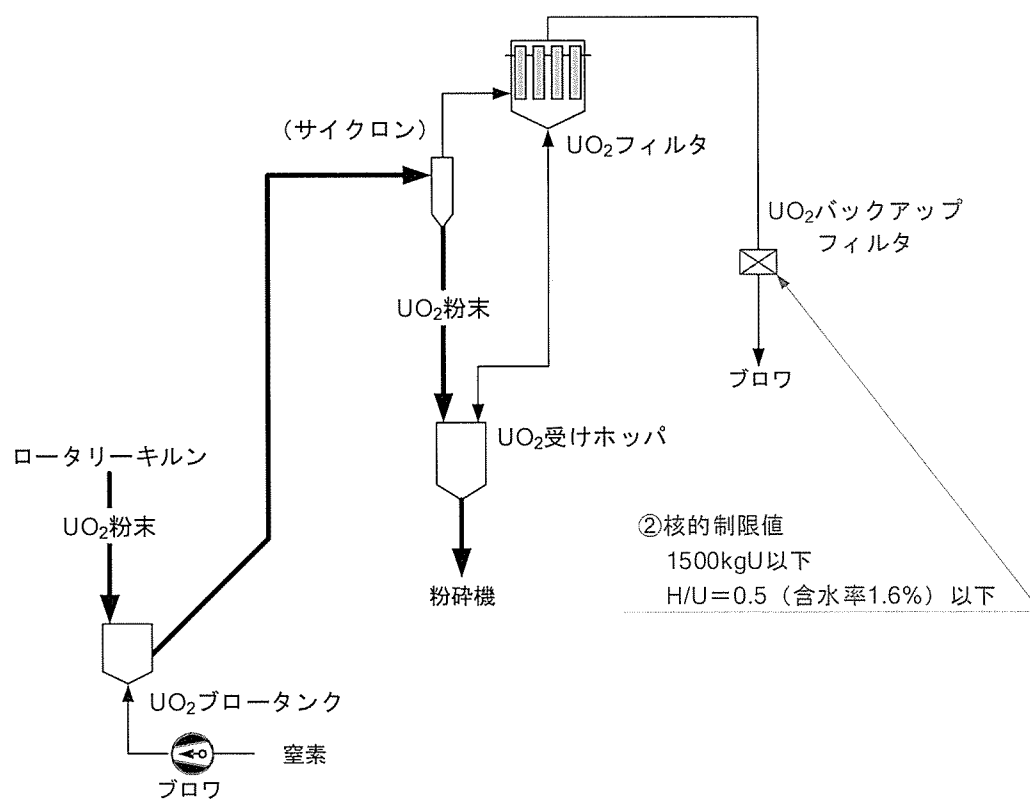 （サイクロン）
UO₂フィルタ
UO₂バックアップ
フィルタ
UO₂粉末
ブロワ
UO₂受けホッパ
ロータリーキルン
UO₂粉末
②核的制限値
1500kgU以下
H/U＝0.5（含水率1.6%）以下
粉砕機
UO₂ブロータンク
窒素
ブロワ